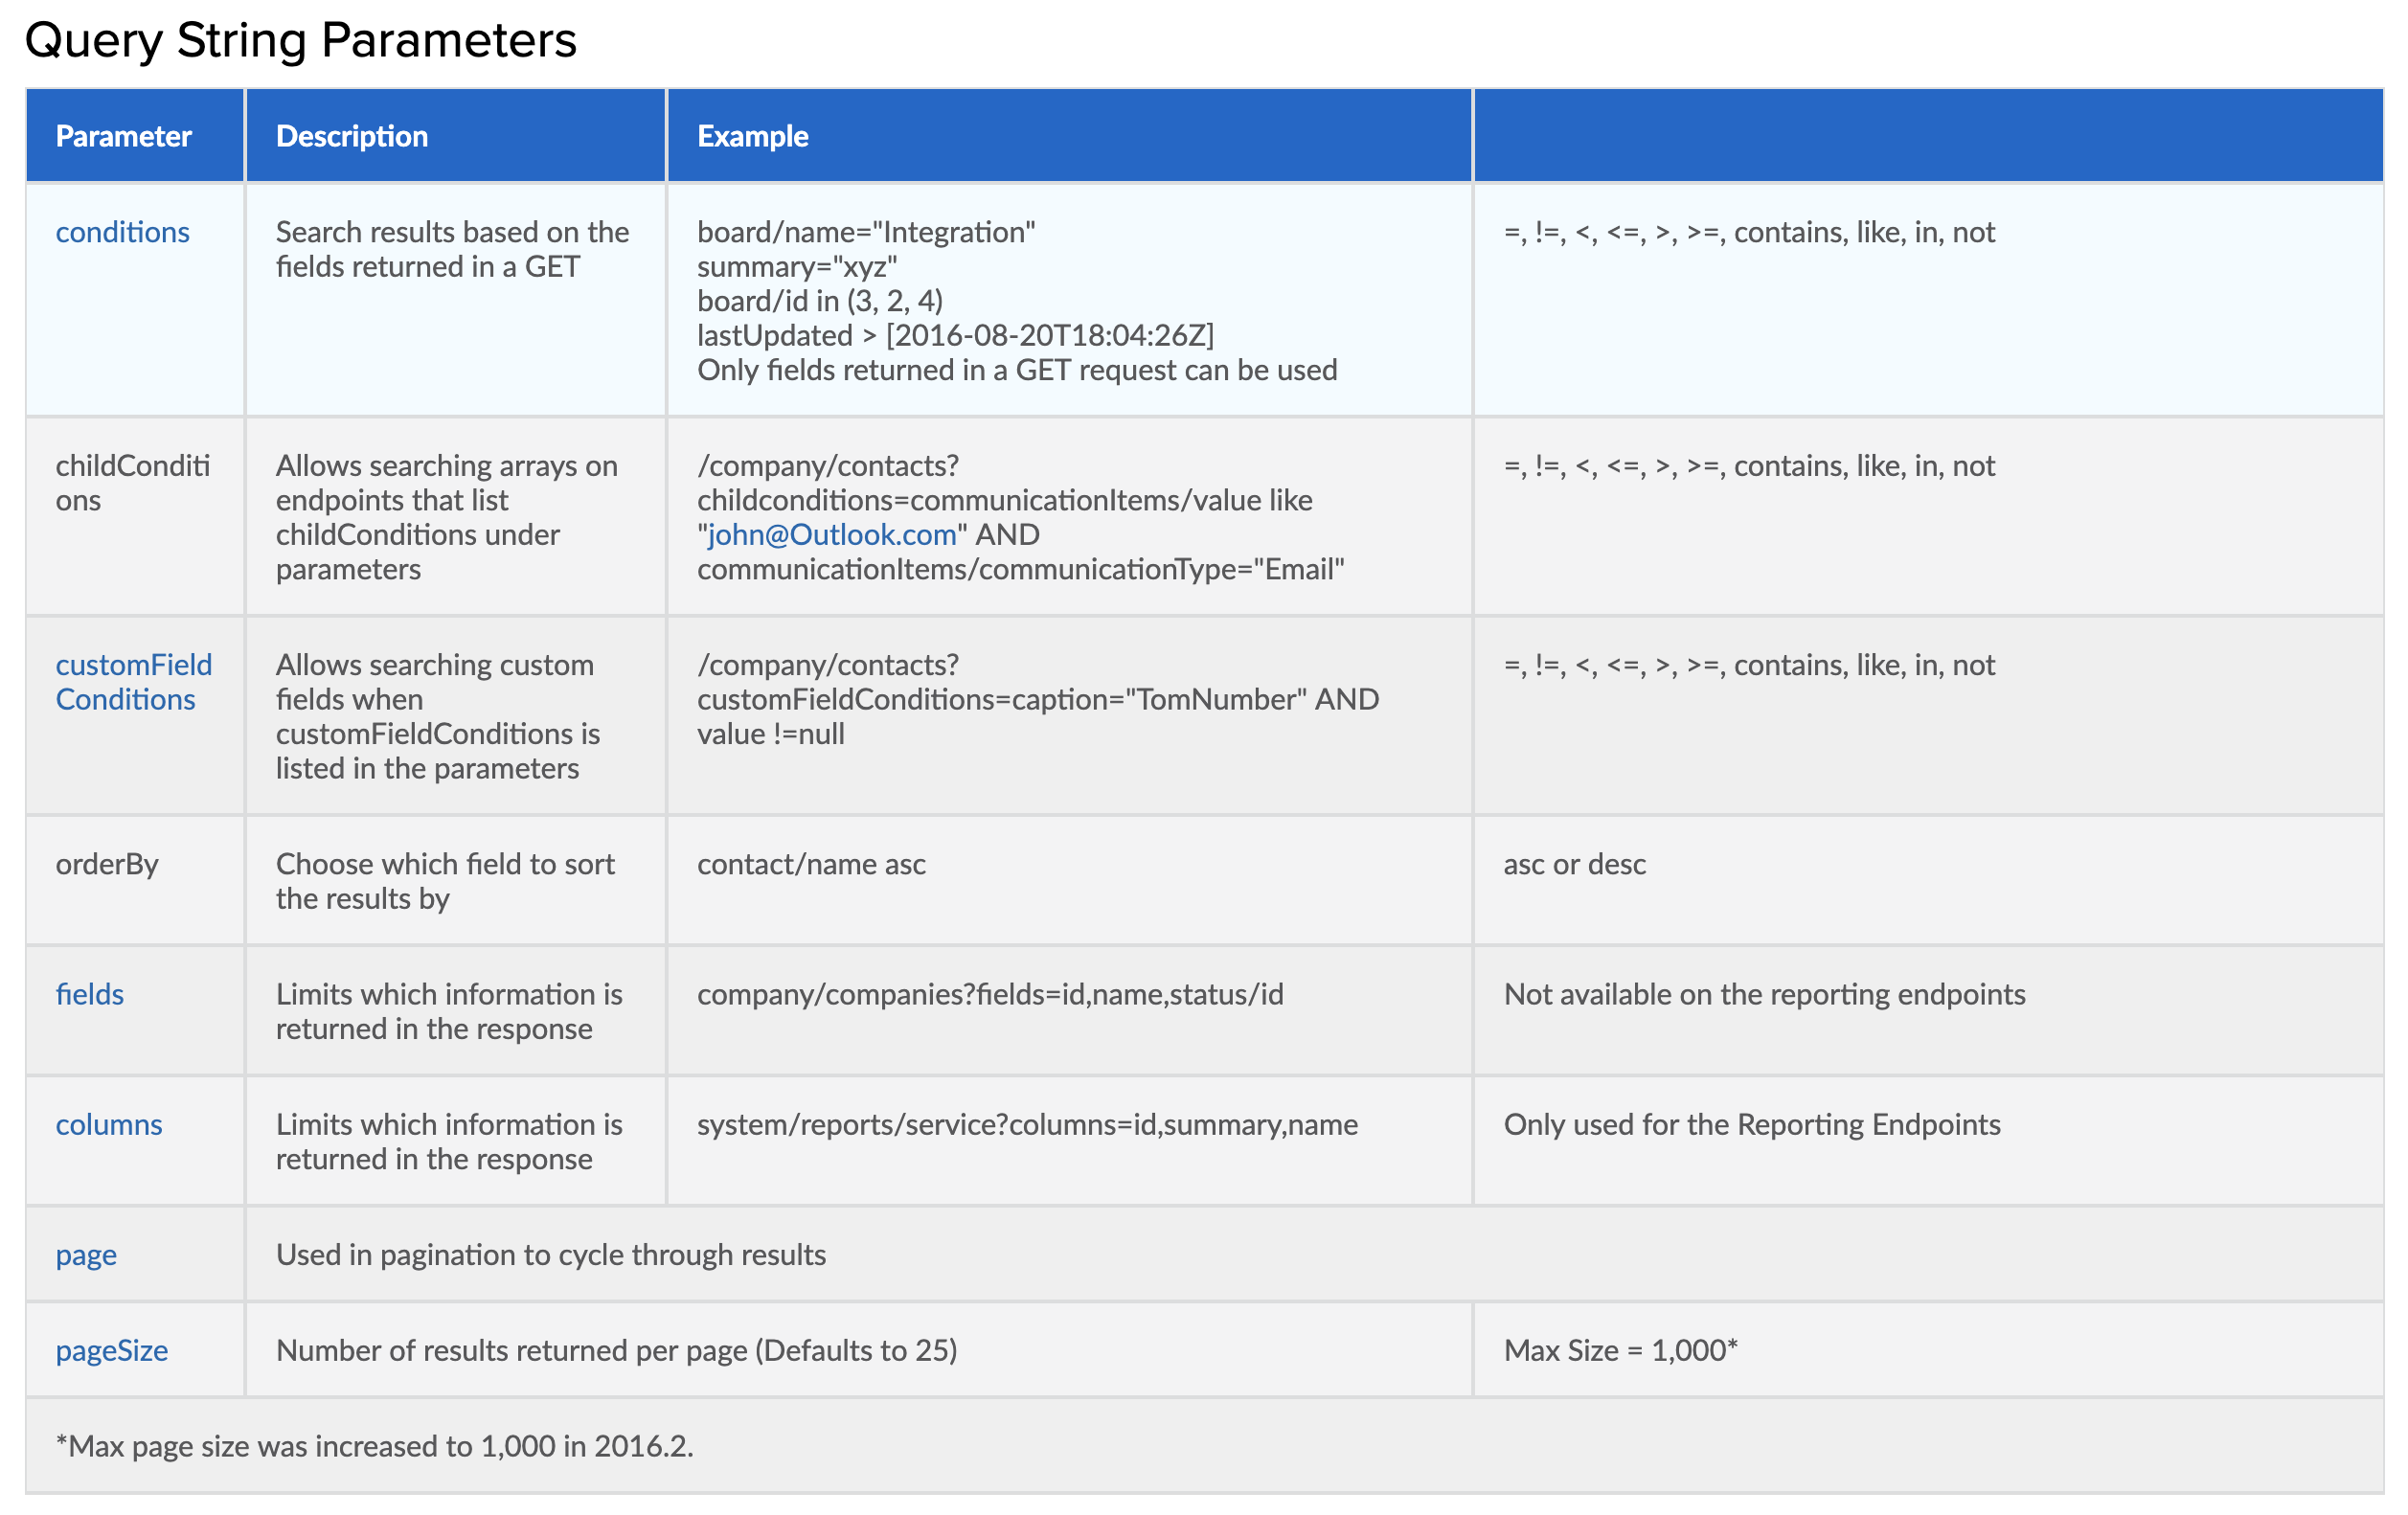 Query String Parameters
Parameter
Description
Example
conditions
Search results based on the
fields returned in a GET
board/name="Integration"
summary="xyz"
board/id in (3, 2, 4)
lastUpdated > [2016-08-20T18:04:26Z]
Only fields returned in a GET request can be used
=, !=, <, <=, >, >=, contains, like, in, not
childConditi
ons
Allows searching arrays on
endpoints that list
childConditions under
parameters
/company/contacts?
childconditions=communicationItems/value like
"john@Outlook.com" AND
communicationItems/communicationType="Email"
=, !=, <, <=, >, >=, contains, like, in, not
customField
Conditions
Allows searching custom
fields when
customFieldConditions is
listed in the parameters
/company/contacts?
customFieldConditions=caption="TomNumber" AND
value !=null
=, !=, <, <=, >, >=, contains, like, in, not
orderBy
Choose which field to sort
the results by
contact/name asc
asc or desc
fields
Limits which information is
returned in the response
company/companies?fields=id,name,status/id
Not available on the reporting endpoints
columns
Limits which information is
returned in the response
system/reports/service?columns=id,summary,name
Only used for the Reporting Endpoints
page
Used in pagination to cycle through results
pageSize
Number of results returned per page (Defaults to 25)
Max Size = 1,000*
*Max page size was increased to 1,000 in 2016.2.